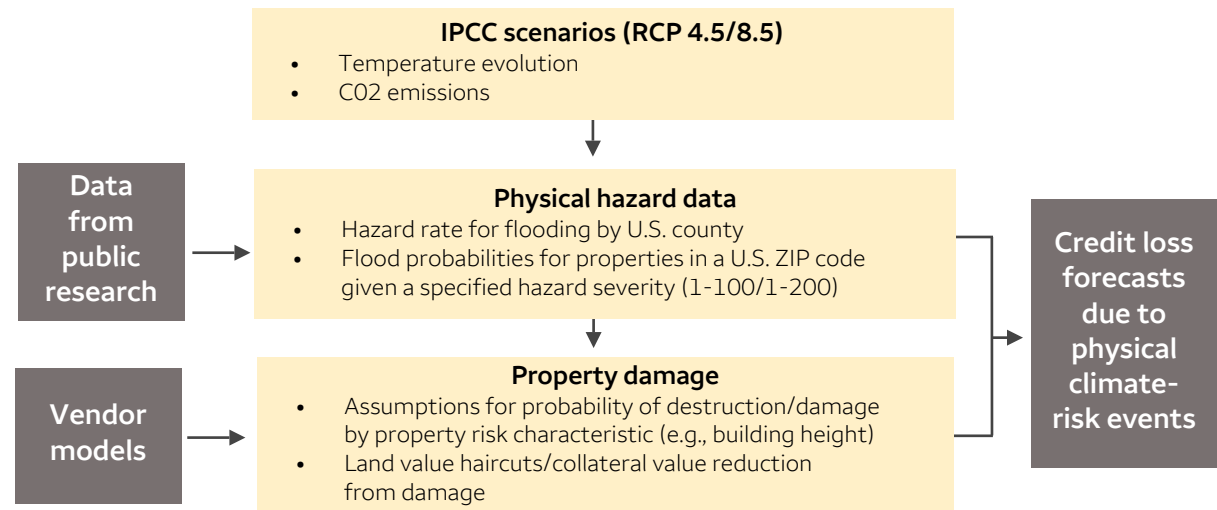 IPCC scenarios (RCP 4.5/8.5)
• Temperature evolution
• C02 emissions
Data
from
public
research
Physical hazard data
• Hazard rate for flooding by U.S. county
• Flood probabilities for properties in a U.S. ZIP code
given a specified hazard severity (1-100/1-200)
Vendor
models
Property damage
• Assumptions for probability of destruction/damage
by property risk characteristic (e.g., building height)
• Land value haircuts/collateral value reduction
from damage
Credit loss
forecasts
due to
physical
climate-
risk events